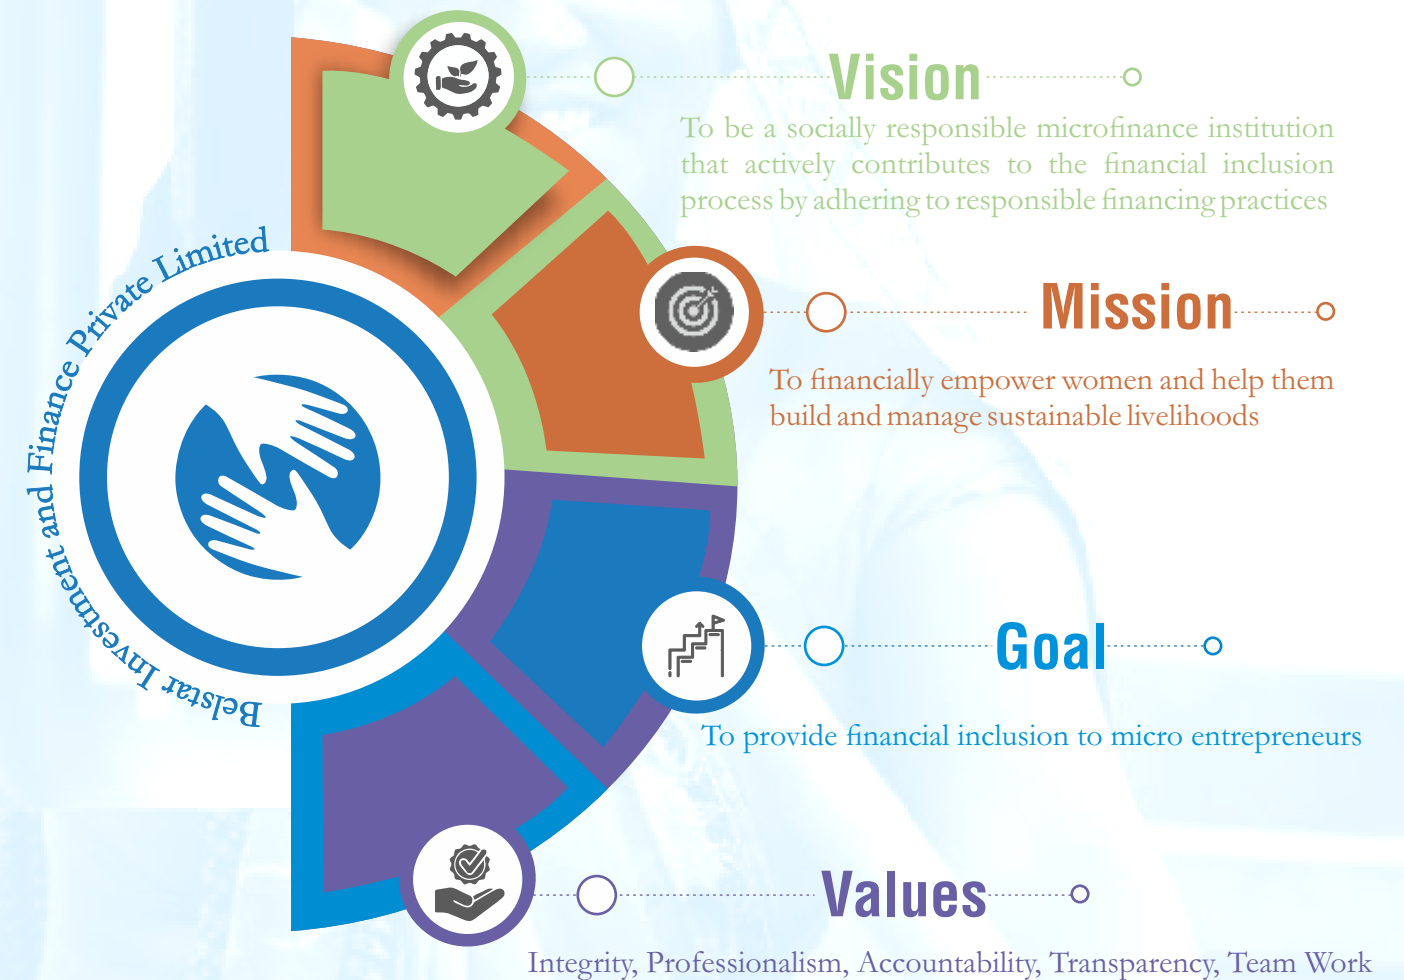 Belstar Investment and Finance Private Limited
Vision
To be a socially responsible microfinance institution
that actively contributes to the financial inclusion
process by adhering to responsible financing practices
Mission
To financially empower women and help them
build and manage sustainable livelihoods
Goal
To provide financial inclusion to micro entrepreneurs
Values
Integrity, Professionalism, Accountability, Transparency, Team Work